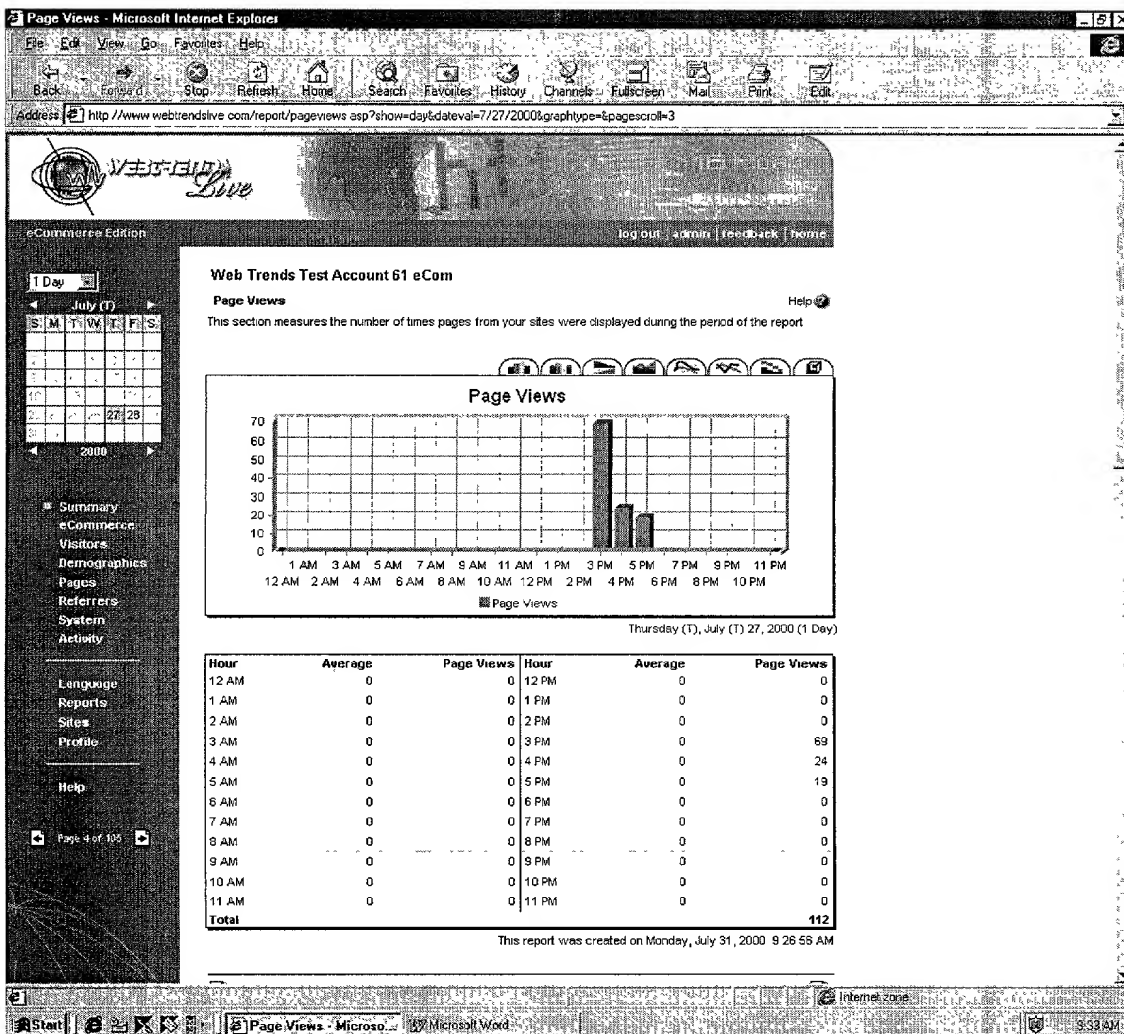 Page Views - Microsoft Internet Explorer
File Edit View Go Favorites Help
Back Forward Stop Refresh Home Search Favorites History Channels Fullscreen Mail Print Edit
Address http //www webtrendslive com/report/pageviews asp?show=day&dateval=7/27/2000&graphtype=&pagescroll=3
WEBTRENDS Live
eCommerce Edition
log out | admin | feedback | home
1 Day
July (T)
S M T W T F S
27 28
2000
Summary
eCommerce
Visitors
Demographics
Pages
Referrers
System
Activity
Language
Reports
Sites
Profile
Help
Page 4 of 105
Web Trends Test Account 61 eCom
Page Views
Help
This section measures the number of times pages from your sites were displayed during the period of the report
Page Views
70
60
50
40
30
20
10
0
1 AM 3 AM 5 AM 7 AM 9 AM 11 AM 1 PM 3 PM 5 PM 7 PM 9 PM 11 PM
12 AM 2 AM 4 AM 6 AM 8 AM 10 AM 12 PM 2 PM 4 PM 6 PM 8 PM 10 PM
Page Views
Thursday (T), July (T) 27, 2000 (1 Day)
Hour Average Page Views Hour Average Page Views
12 AM 0 0 12 PM 0 0
1 AM 0 0 1 PM 0 0
2 AM 0 0 2 PM 0 0
3 AM 0 0 3 PM 0 69
4 AM 0 0 4 PM 0 24
5 AM 0 0 5 PM 0 19
6 AM 0 0 6 PM 0 0
7 AM 0 0 7 PM 0 0
8 AM 0 0 8 PM 0 0
9 AM 0 0 9 PM 0 0
10 AM 0 0 10 PM 0 0
11 AM 0 0 11 PM 0 0
Total 112
This report was created on Monday, July 31, 2000 9 26 56 AM
Internet zone
Start Page Views - Microso... Microsoft Word 9:33 AM